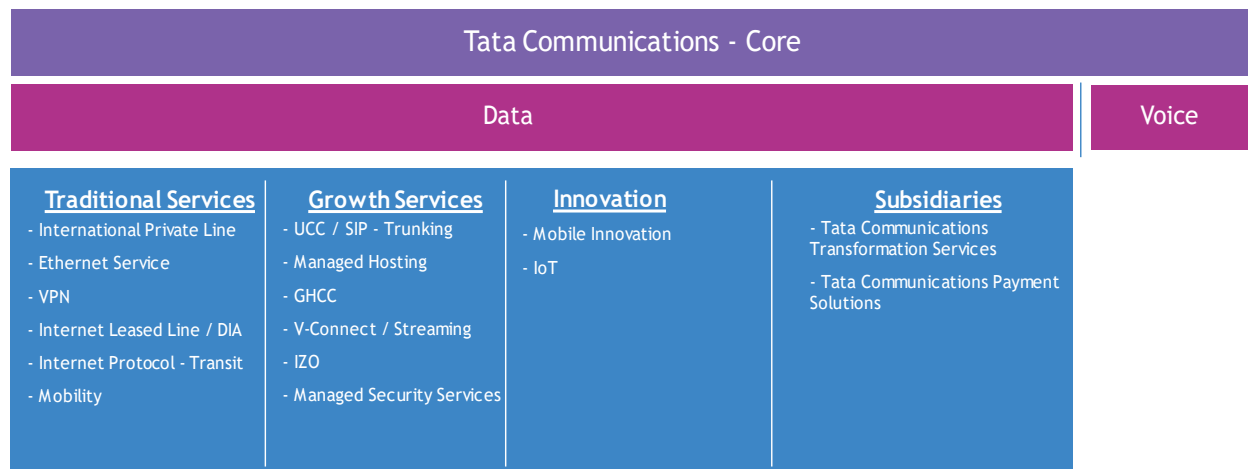 Tata Communications - Core
Data
Voice
Traditional Services
- International Private Line
- Ethernet Service
- VPN
- Internet Leased Line / DIA
- Internet Protocol - Transit
- Mobility
Growth Services
- UCC / SIP - Trunking
- Managed Hosting
- GHCC
- V-Connect / Streaming
- IZO
- Managed Security Services
Innovation
- Mobile Innovation
- IoT
Subsidiaries
- Tata Communications
Transformation Services
- Tata Communications Payment
Solutions